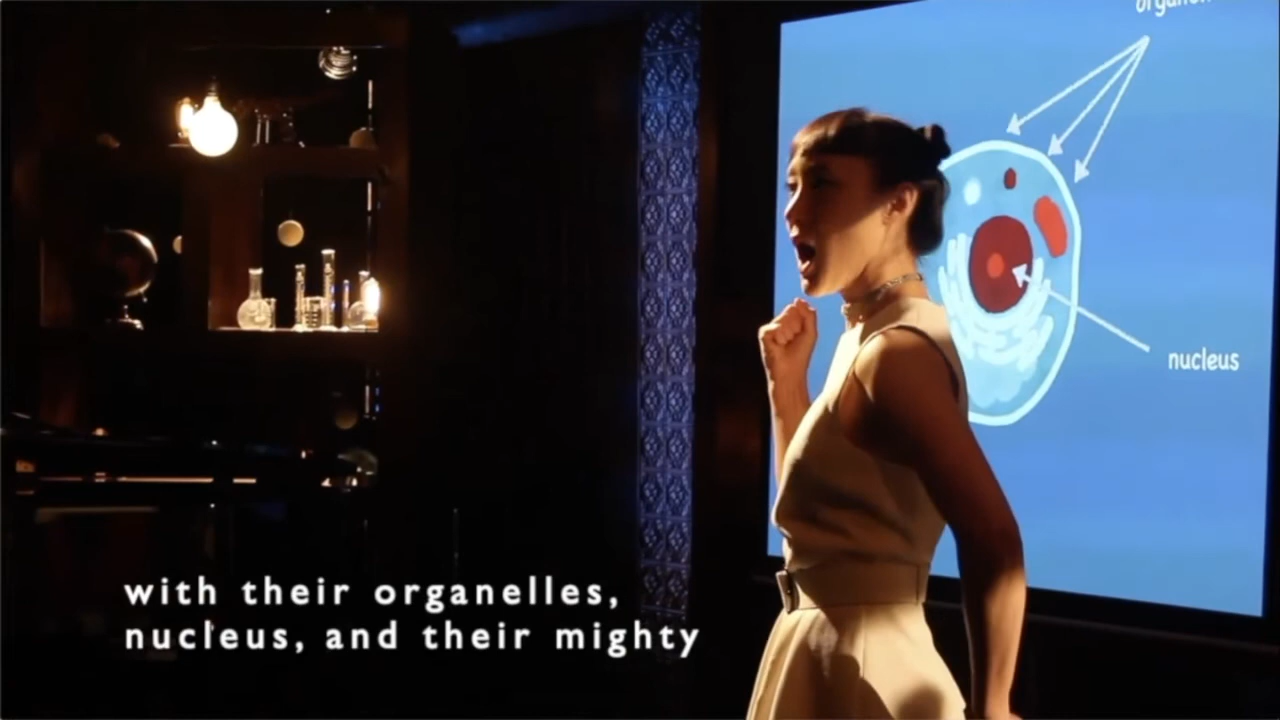 nucleus
with their organelles,
nucleus, and their mighty